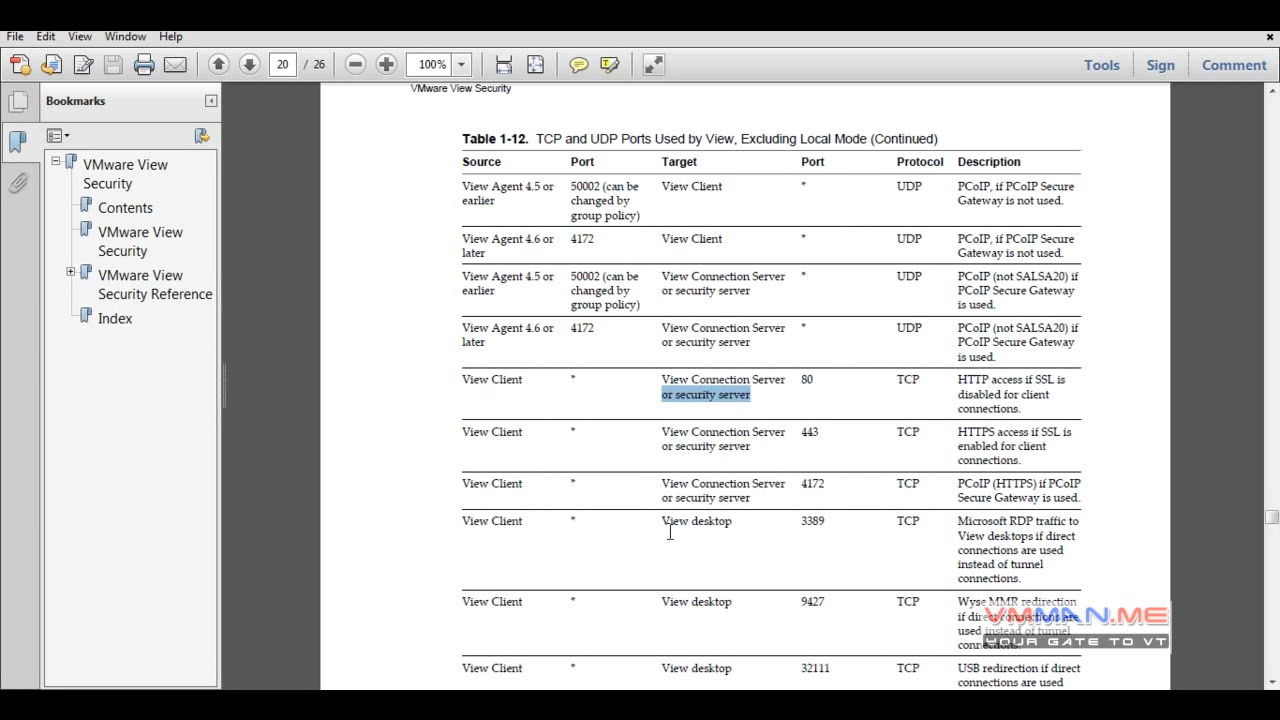 File Edit View Window Help
20 / 26 100% Tools Sign Comment
Bookmarks
VMware View
Security
Contents
VMware View
Security
VMware View
Security Reference
Index
VMware View Security
Table 1-12. TCP and UDP Ports Used by View, Excluding Local Mode (Continued)
Source Port Target Port Protocol Description
View Agent 4.5 or 50002 (can be View Client * UDP PCoIP, if PCoIP Secure
earlier changed by Gateway is not used.
group policy)
View Agent 4.6 or 4172 View Client * UDP PCoIP, if PCoIP Secure
later Gateway is not used.
View Agent 4.5 or 50002 (can be View Connection Server * UDP PCoIP (not SALSA20) if
earlier changed by or security server PCoIP Secure Gateway
group policy) is used.
View Agent 4.6 or 4172 View Connection Server * UDP PCoIP (not SALSA20) if
later or security server PCoIP Secure Gateway
is used.
View Client * View Connection Server 80 TCP HTTP access if SSL is
or security server disabled for client
connections.
View Client * View Connection Server 443 TCP HTTPS access if SSL is
or security server enabled for client
connections.
View Client * View Connection Server 4172 TCP PCoIP (HTTPS) if PCoIP
or security server Secure Gateway is used.
View Client * View desktop 3389 TCP Microsoft RDP traffic to
View desktops if direct
connections are used
instead of tunnel
connections.
View Client * View desktop 9427 TCP Wyse MMR redirection
if direct connections are
used instead of tunnel
connections.
View Client * View desktop 32111 TCP USB redirection if direct
connections are used
VMMAN.ME
YOUR GATE TO VT